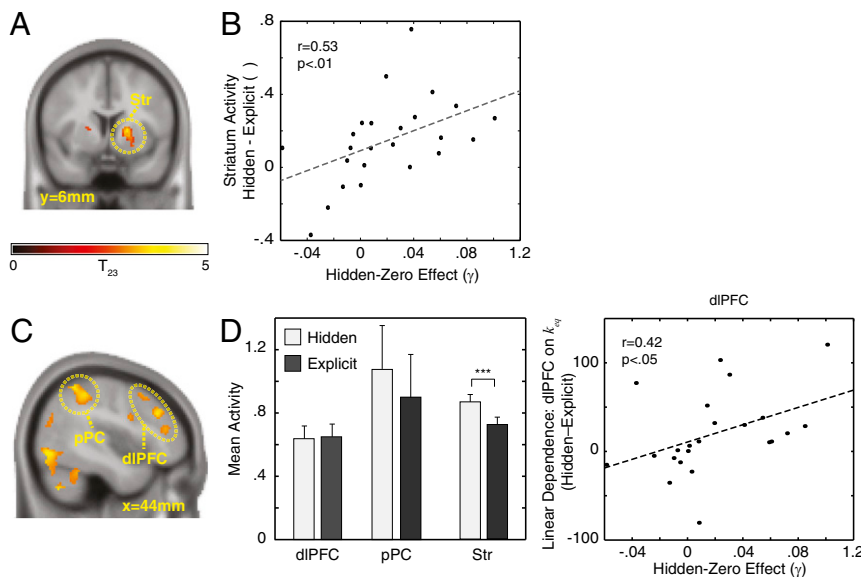 A
Str
y=6mm
0
5
T23
B
r=0.53
p<.01
Striatum Activity
Hidden - Explicit ( )
.8
.4
0
-.4
-.04
0
.04
.08
1.2
Hidden-Zero Effect (γ)
C
pPC
dlPFC
x=44mm
D
Hidden
Explicit
***
Mean Activity
1.2
.8
.4
0
dlPFC
pPC
Str
dlPFC
r=0.42
p<.05
Linear Dependence: dlPFC on keq
(Hidden–Explicit)
100
0
-100
-.04
0
.04
.08
1.2
Hidden-Zero Effect (γ)